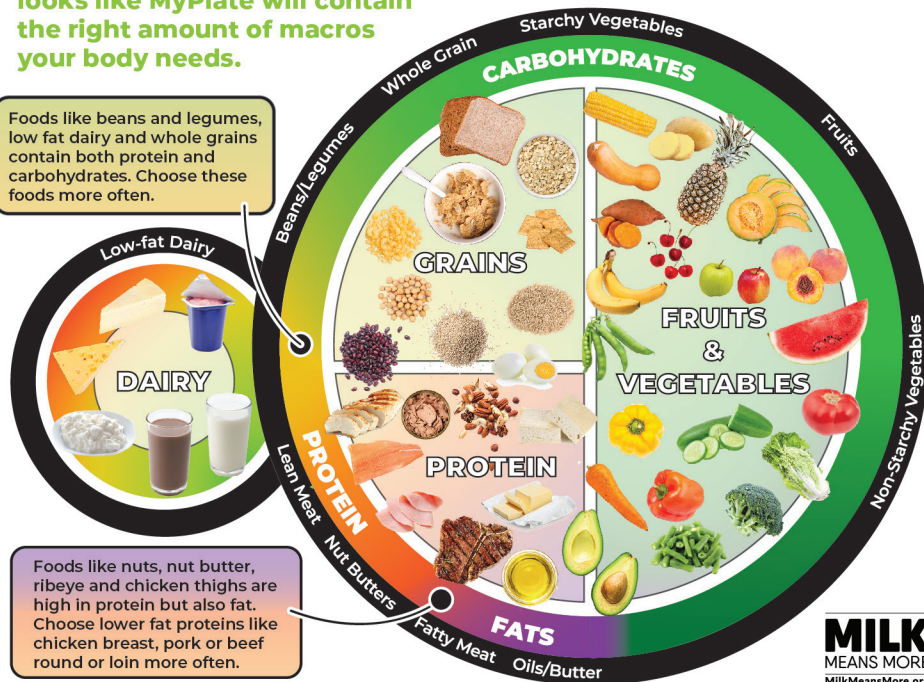 looks like MyPlate will contain
the right amount of macros
your body needs.
Foods like beans and legumes,
low fat dairy and whole grains
contain both protein and
carbohydrates. Choose these
foods more often.
Low-fat Dairy
DAIRY
Beans/Legumes
Whole Grain
Starchy Vegetables
Fruits
Non-Starchy Vegetables
CARBOHYDRATES
GRAINS
FRUITS
&
VEGETABLES
PROTEIN
PROTEIN
Lean Meat
Nut Butters
Fatty Meat
Oils/Butter
FATS
Foods like nuts, nut butter,
ribeye and chicken thighs are
high in protein but also fat.
Choose lower fat proteins like
chicken breast, pork or beef
round or loin more often.
MILK
MEANS MORE